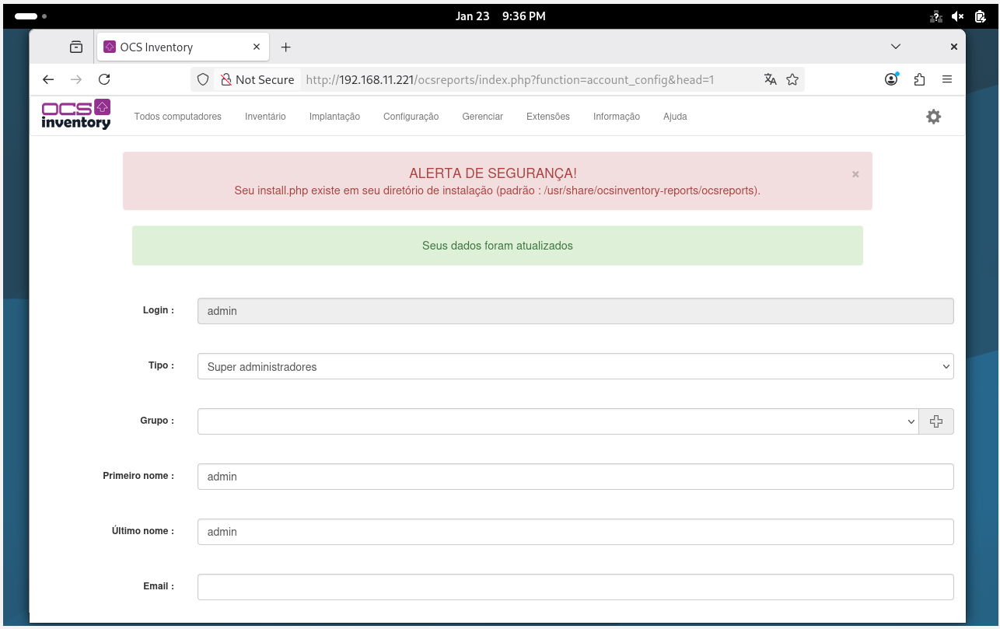 Jan 23 9:36 PM
OCS Inventory
Not Secure http://192.168.11.221/ocsreports/index.php?function=account_config&head=1
OCS inventory Todos computadores Inventário Implantação Configuração Gerenciar Extensões Informação Ajuda
ALERTA DE SEGURANÇA!
Seu install.php existe em seu diretório de instalação (padrão : /usr/share/ocsinventory-reports/ocsreports).
Seus dados foram atualizados
Login : admin
Tipo : Super administradores
Grupo :
Primeiro nome : admin
Último nome : admin
Email :